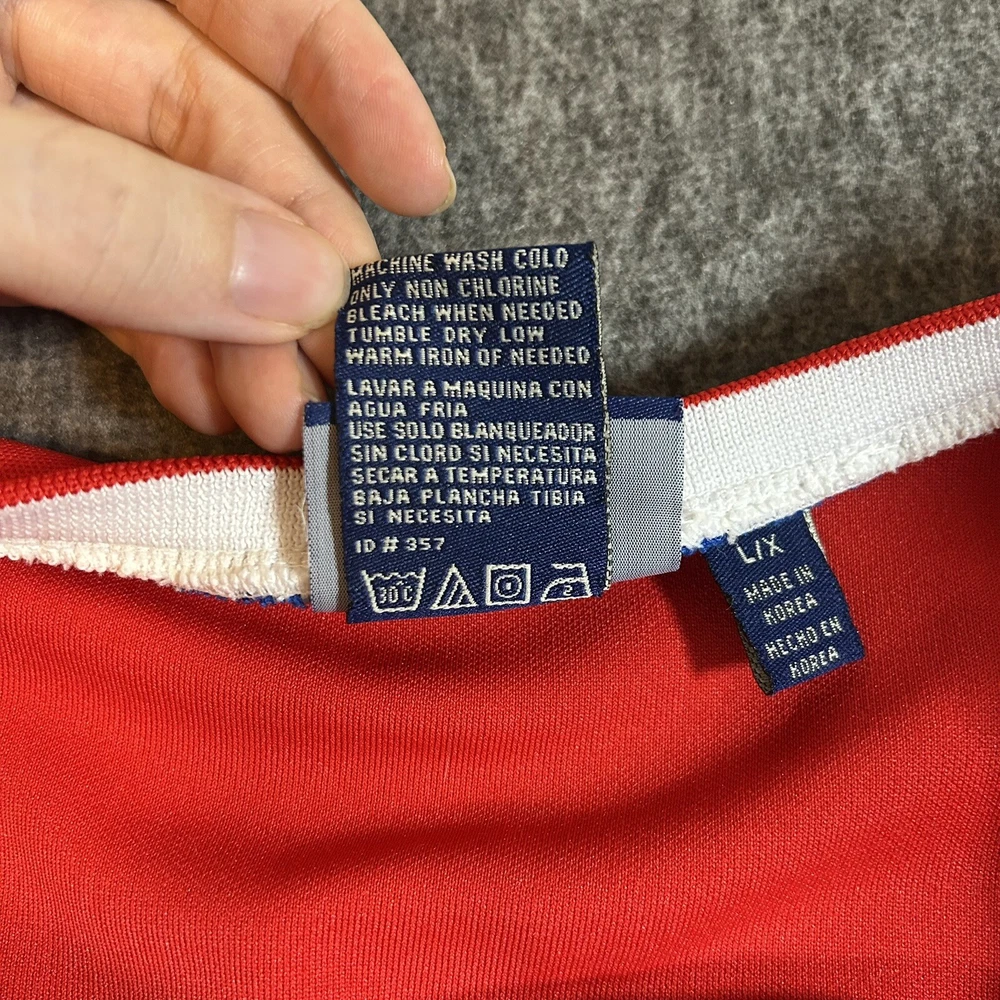 MACHINE WASH COLD
ONLY NON CHLORINE
BLEACH WHEN NEEDED
TUMBLE DRY LOW
WARM IRON OF NEEDED
LAVAR A MAQUINA CON
AGUA FRIA
USE SOLO BLANQUEADOR
SIN CLORD SI NECESITA
SECAR A TEMPERATURA
BAJA PLANCHA TIBIA
SI NECESITA
ID # 357
30°C
2
L/X
MADE IN
KOREA
HECHO EN
KOREA